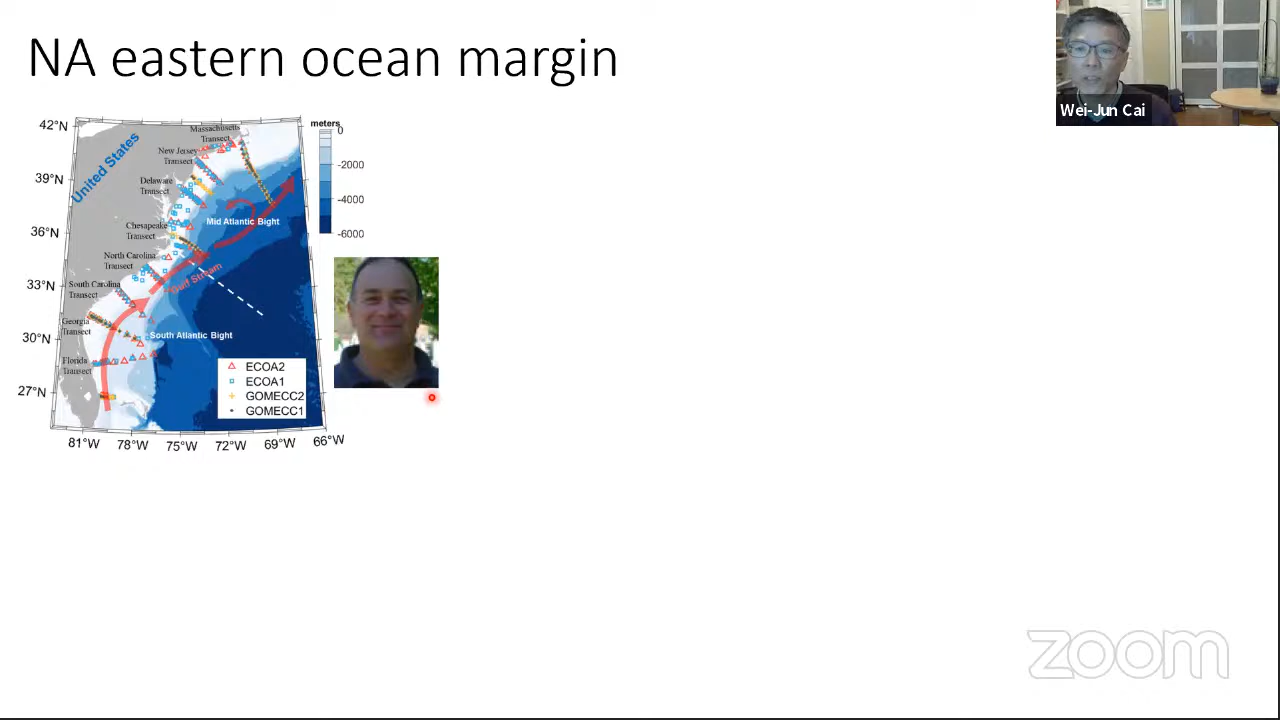 NA eastern ocean margin
Wei-Jun Cai
42°N
39°N
36°N
33°N
30°N
27°N
81°W
78°W
75°W
72°W
69°W
66°W
United States
Massachusetts
Transect
New Jersey
Transect
Delaware
Transect
Chesapeake
Transect
North Carolina
Transect
South Carolina
Transect
Georgia
Transect
Florida
Transect
Mid Atlantic Bight
Gulf Stream
South Atlantic Bight
ECOA2
ECOA1
GOMECC2
GOMECC1
meters
0
-2000
-4000
-6000
zoom